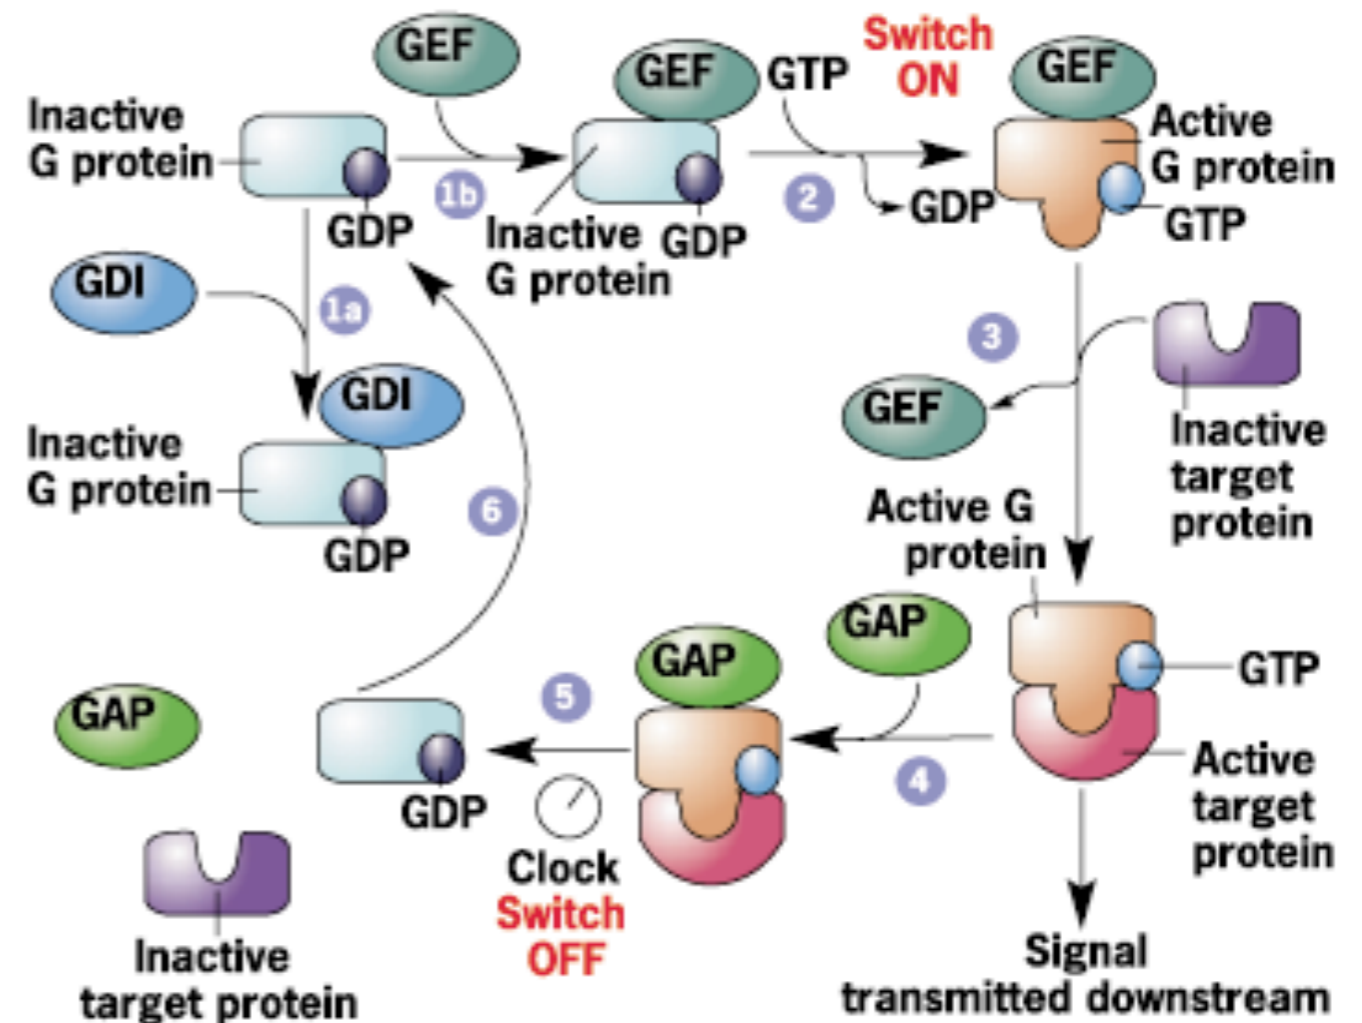 GEF
GEF
GTP
Switch
ON
GEF
Inactive
G protein
Active
G protein
1b
2
GDP
GDP
Inactive
G protein
GDP
GTP
GDI
1a
3
GDI
GEF
Inactive
target
protein
Inactive
G protein
GDP
6
Active G
protein
GAP
GAP
GTP
GAP
5
4
GDP
Active
target
protein
Clock
Switch
OFF
Inactive
target protein
Signal
transmitted downstream